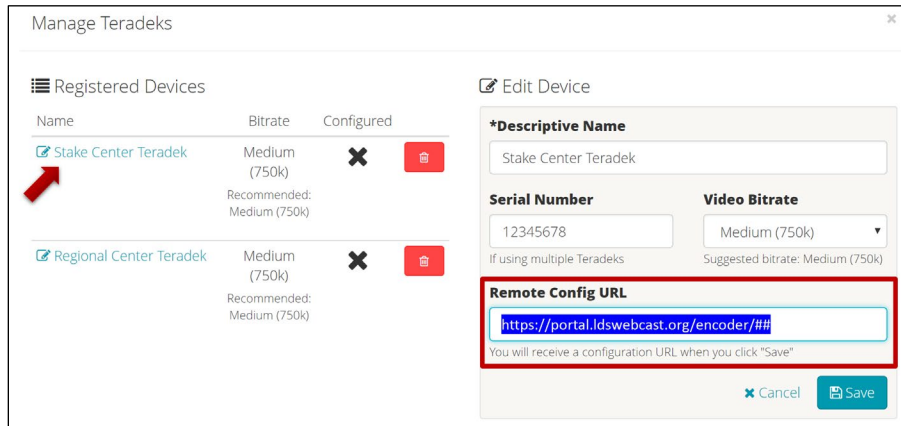 Manage Teradeks
×
Registered Devices
Name Bitrate Configured
Stake Center Teradek Medium
(750k)
Recommended:
Medium (750k)
Regional Center Teradek Medium
(750k)
Recommended:
Medium (750k)
Edit Device
*Descriptive Name
Stake Center Teradek
Serial Number Video Bitrate
12345678 Medium (750k)
If using multiple Teradeks Suggested bitrate: Medium (750k)
Remote Config URL
https://portal.ldswebcast.org/encoder/##
You will receive a configuration URL when you click "Save"
Cancel Save